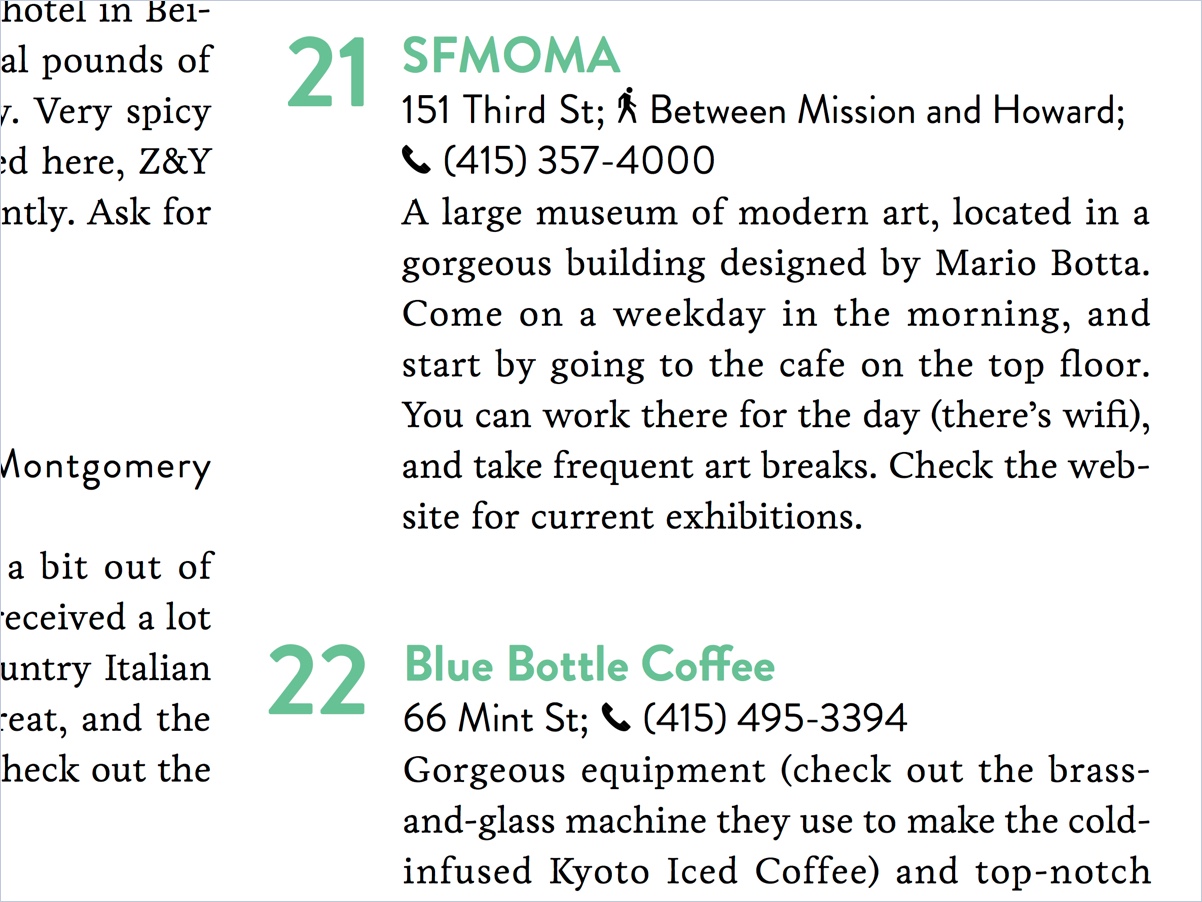 hotel in Bei-
al pounds of
y. Very spicy
ed here, Z&Y
ntly. Ask for
Montgomery
a bit out of
received a lot
untry Italian
reat, and the
heck out the
21 SFMOMA
151 Third St; Between Mission and Howard;
(415) 357-4000
A large museum of modern art, located in a
gorgeous building designed by Mario Botta.
Come on a weekday in the morning, and
start by going to the cafe on the top floor.
You can work there for the day (there’s wifi),
and take frequent art breaks. Check the web-
site for current exhibitions.
22 Blue Bottle Coffee
66 Mint St; (415) 495-3394
Gorgeous equipment (check out the brass-
and-glass machine they use to make the cold-
infused Kyoto Iced Coffee) and top-notch